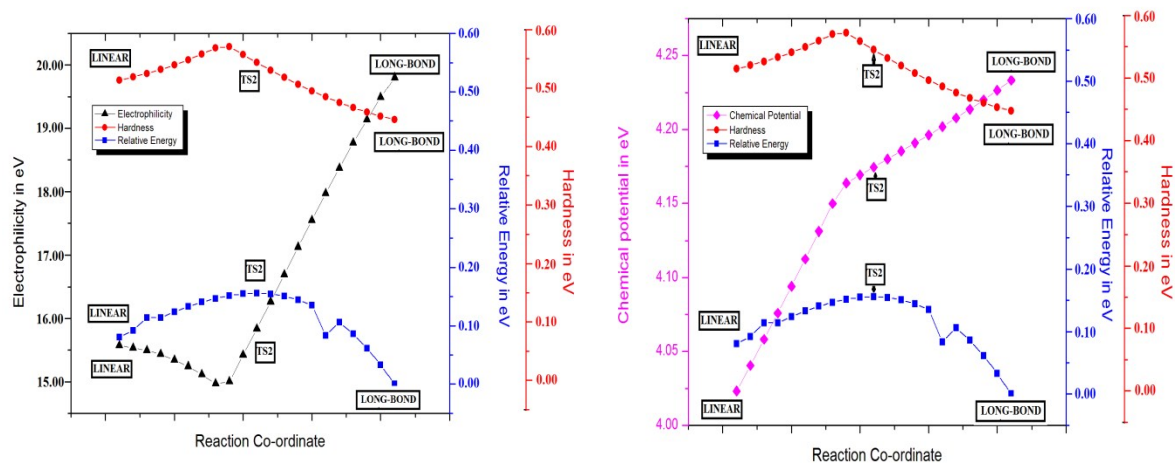 20.00
19.00
18.00
17.00
16.00
15.00
Electrophilicity in eV
LINEAR
TS2
LONG-BOND
Electrophilicity
Hardness
Relative Energy
LONG-BOND
TS2
LINEAR
TS2
LINEAR
LONG-BOND
Reaction Co-ordinate
0.60
0.50
0.40
0.30
0.20
0.10
0.00
Relative Energy in eV
0.60
0.50
0.40
0.30
0.20
0.10
0.00
Hardness in eV
4.25
4.20
4.15
4.10
4.05
4.00
Chemical potential in eV
LINEAR
TS2
LONG-BOND
Chemical Potential
Hardness
Relative Energy
LONG-BOND
TS2
TS2
LINEAR
LINEAR
LONG-BOND
Reaction Co-ordinate
0.60
0.50
0.40
0.30
0.20
0.10
0.00
Relative Energy in eV
0.60
0.50
0.40
0.30
0.20
0.10
0.00
Hardness in eV